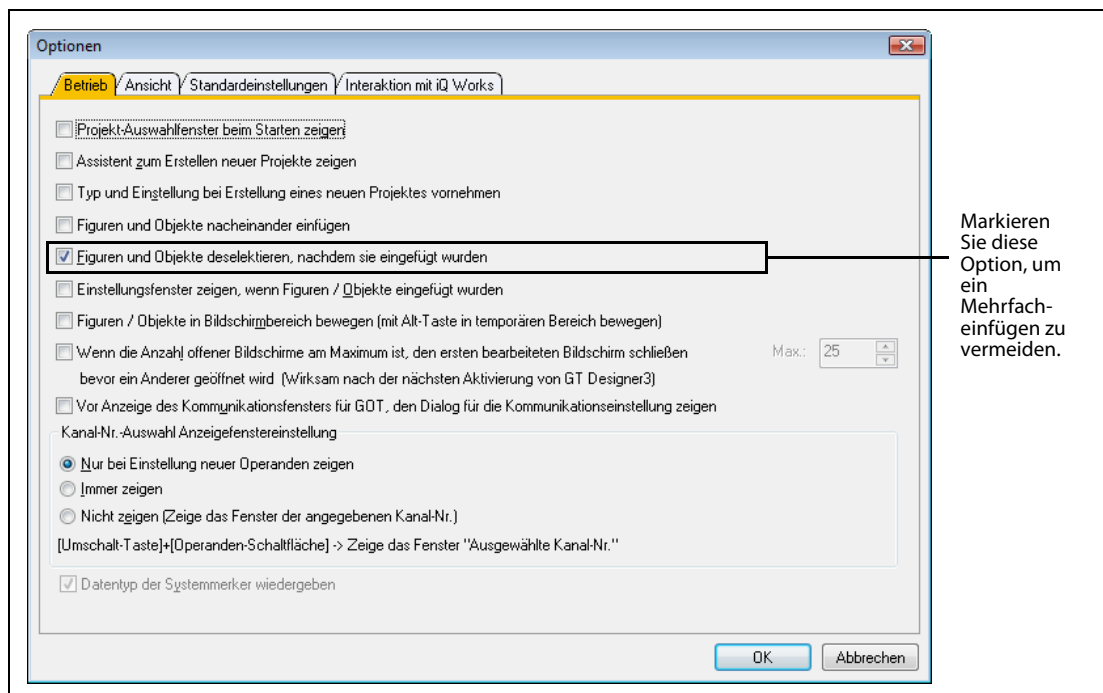 Optionen
Betrieb
Ansicht
Standardeinstellungen
Interaktion mit iQ Works
Projekt-Auswahlfenster beim Starten zeigen
Assistent zum Erstellen neuer Projekte zeigen
Typ und Einstellung bei Erstellung eines neuen Projektes vornehmen
Figuren und Objekte nacheinander einfügen
Figuren und Objekte deselektieren, nachdem sie eingefügt wurden
Einstellungsfenster zeigen, wenn Figuren / Objekte eingefügt wurden
Figuren / Objekte in Bildschirmbereich bewegen (mit Alt-Taste in temporären Bereich bewegen)
Wenn die Anzahl offener Bildschirme am Maximum ist, den ersten bearbeiteten Bildschirm schließen
Max.: 25
bevor ein Anderer geöffnet wird (Wirksam nach der nächsten Aktivierung von GT Designer3)
Vor Anzeige des Kommunikationsfensters für GOT, den Dialog für die Kommunikationseinstellung zeigen
Kanal-Nr.-Auswahl Anzeigefenstereinstellung
Nur bei Einstellung neuer Operanden zeigen
Immer zeigen
Nicht zeigen (Zeige das Fenster der angegebenen Kanal-Nr.)
[Umschalt-Taste]+[Operanden-Schaltfläche] -> Zeige das Fenster "Ausgewählte Kanal-Nr."
Datentyp der Systemmerker wiedergeben
OK
Abbrechen
Markieren
Sie diese
Option, um
ein
Mehrfach-
einfügen zu
vermeiden.